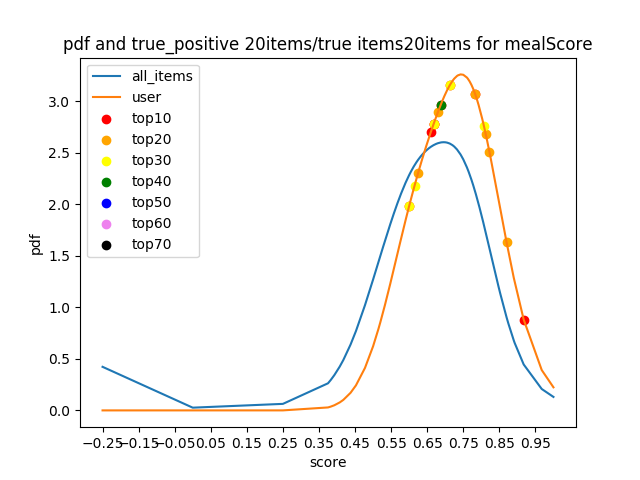 pdf and true_positive 20items/true items20items for mealScore
all_items
user
top10
top20
top30
top40
top50
top60
top70
pdf
3.0
2.5
2.0
1.5
1.0
0.5
0.0
−0.25 −0.15 −0.05 0.05 0.15 0.25 0.35 0.45 0.55 0.65 0.75 0.85 0.95
score